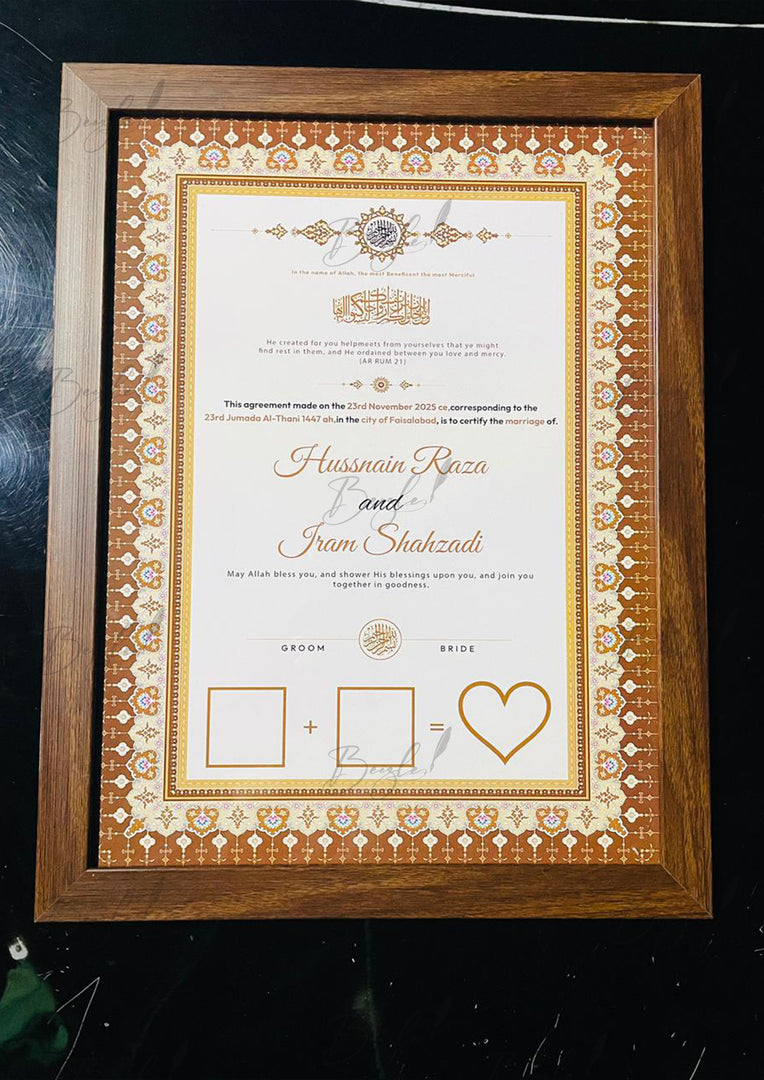 In the name of Allah, the most Beneficent the most Merciful
He created for you helpmeets from yourselves that ye might
find rest in them, and He ordained between you love and mercy.
(AR RUM 21)
This agreement made on the 23rd November 2025 ce,corresponding to the
23rd Jumada Al-Thani 1447 ah,in the city of Faisalabad, is to certify the marriage of.
Hussnain Raza
and
Iram Shahzadi
May Allah bless you, and shower His blessings upon you, and join you
together in goodness.
GROOM BRIDE
+ =
Beezle!